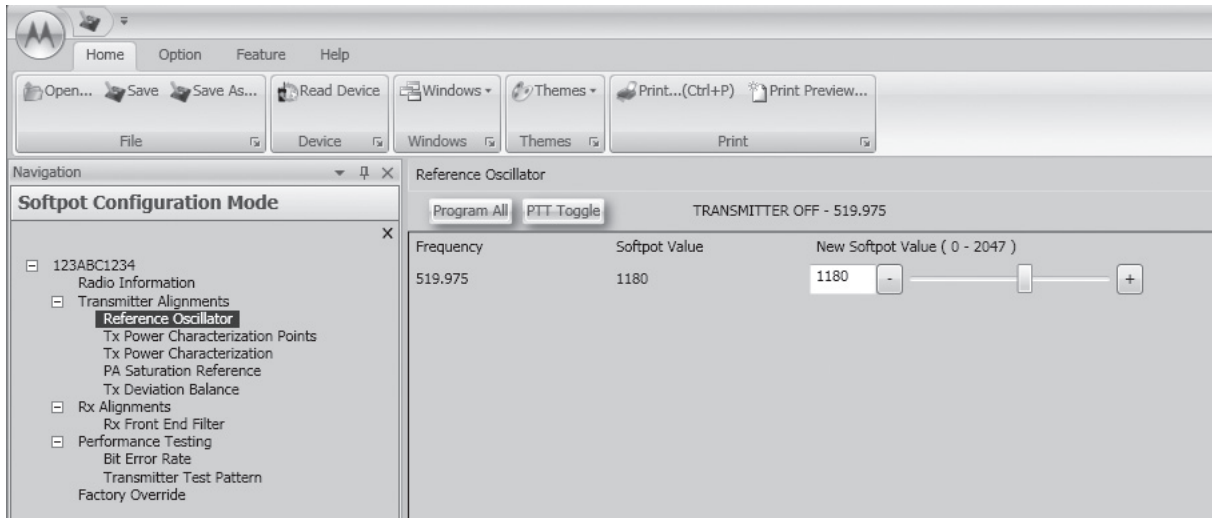 Home Option Feature Help
Open... Save Save As... Read Device Windows Themes Print...(Ctrl+P) Print Preview...
File Device Windows Themes Print
Navigation
Softpot Configuration Mode
123ABC1234
Radio Information
Transmitter Alignments
Reference Oscillator
Tx Power Characterization Points
Tx Power Characterization
PA Saturation Reference
Tx Deviation Balance
Rx Alignments
Rx Front End Filter
Performance Testing
Bit Error Rate
Transmitter Test Pattern
Factory Override
Reference Oscillator
Program All PTT Toggle TRANSMITTER OFF - 519.975
Frequency Softpot Value New Softpot Value ( 0 - 2047 )
519.975 1180 1180 - +